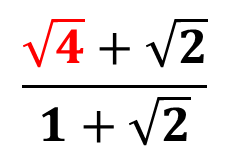 √4 + √2
1 + √2